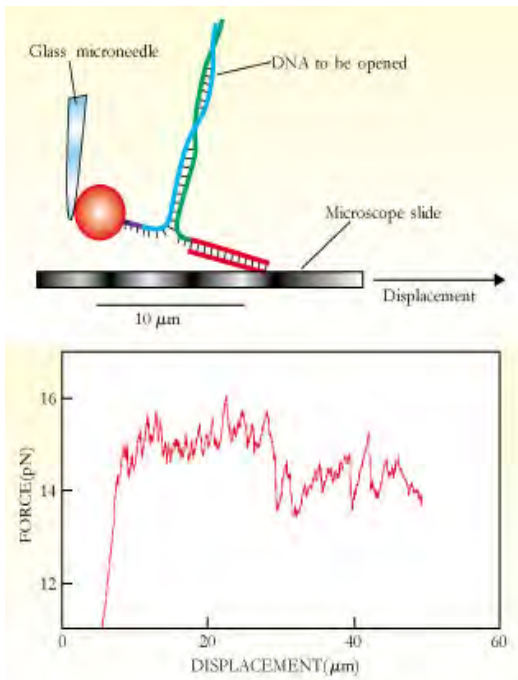 Glass microneedle
DNA to be opened
Microscope slide
Displacement
10 μm
16
14
12
FORCE(pN)
0
20
40
60
DISPLACEMENT(μm)